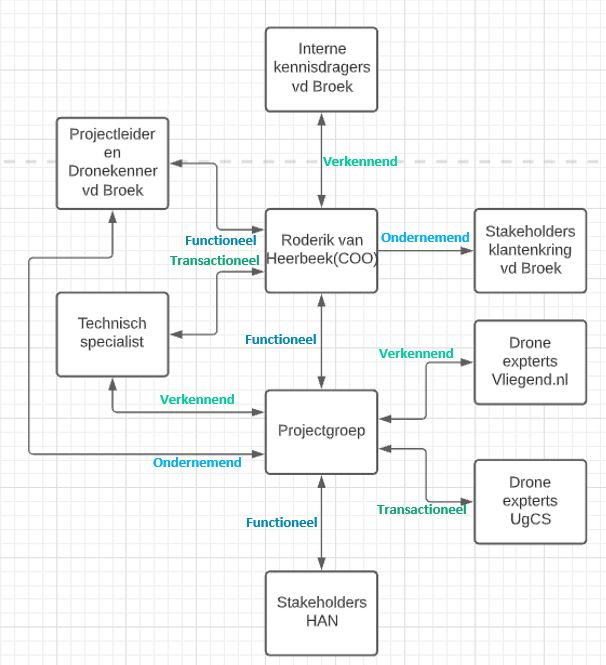 Interne
kennisdragers
vd Broek
Projectleider
en
Dronekenner
vd Broek
Verkennend
Functioneel
Roderik van
Heerbeek(COO)
Ondernemend
Stakeholders
klantenkring
vd Broek
Transactioneel
Technisch
specialist
Functioneel
Verkennend
Drone
expterts
Vliegend.nl
Verkennend
Projectgroep
Ondernemend
Drone
expterts
UgCS
Transactioneel
Functioneel
Stakeholders
HAN